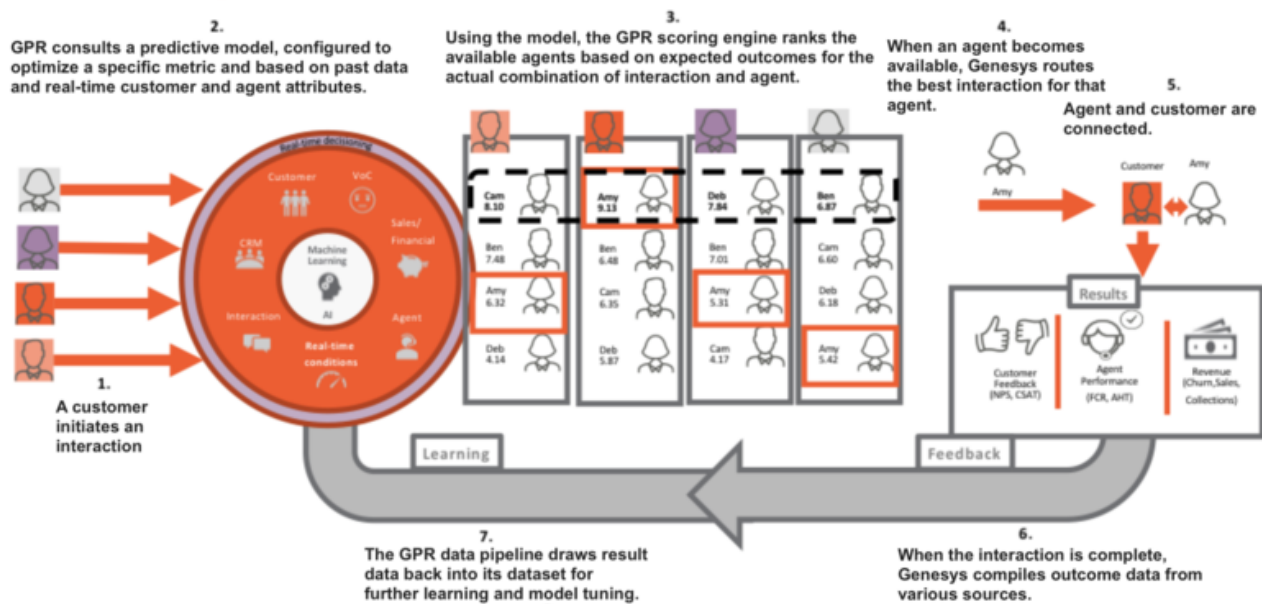 2.
GPR consults a predictive model, configured to
optimize a specific metric and based on past data
and real-time customer and agent attributes.
3.
Using the model, the GPR scoring engine ranks the
available agents based on expected outcomes for the
actual combination of interaction and agent.
4.
When an agent becomes
available, Genesys routes
the best interaction for that
agent.
5.
Agent and customer are
connected.
1.
A customer
initiates an
interaction
Real-time decisioning
Customer
VoC
CRM
Sales/
Financial
Machine
Learning
AI
Interaction
Agent
Real-time
conditions
Cam
8.10
Ben
7.48
Amy
6.32
Deb
4.14
Amy
9.13
Ben
6.48
Cam
6.35
Deb
5.87
Deb
7.84
Ben
7.01
Amy
5.31
Cam
4.17
Ben
6.87
Cam
6.60
Deb
6.18
Amy
5.42
Amy
Customer
Amy
Results
Customer
Feedback
(NPS, CSAT)
Agent
Performance
(FCR, AHT)
Revenue
(Churn,Sales,
Collections)
Learning
Feedback
7.
The GPR data pipeline draws result
data back into its dataset for
further learning and model tuning.
6.
When the interaction is complete,
Genesys compiles outcome data from
various sources.